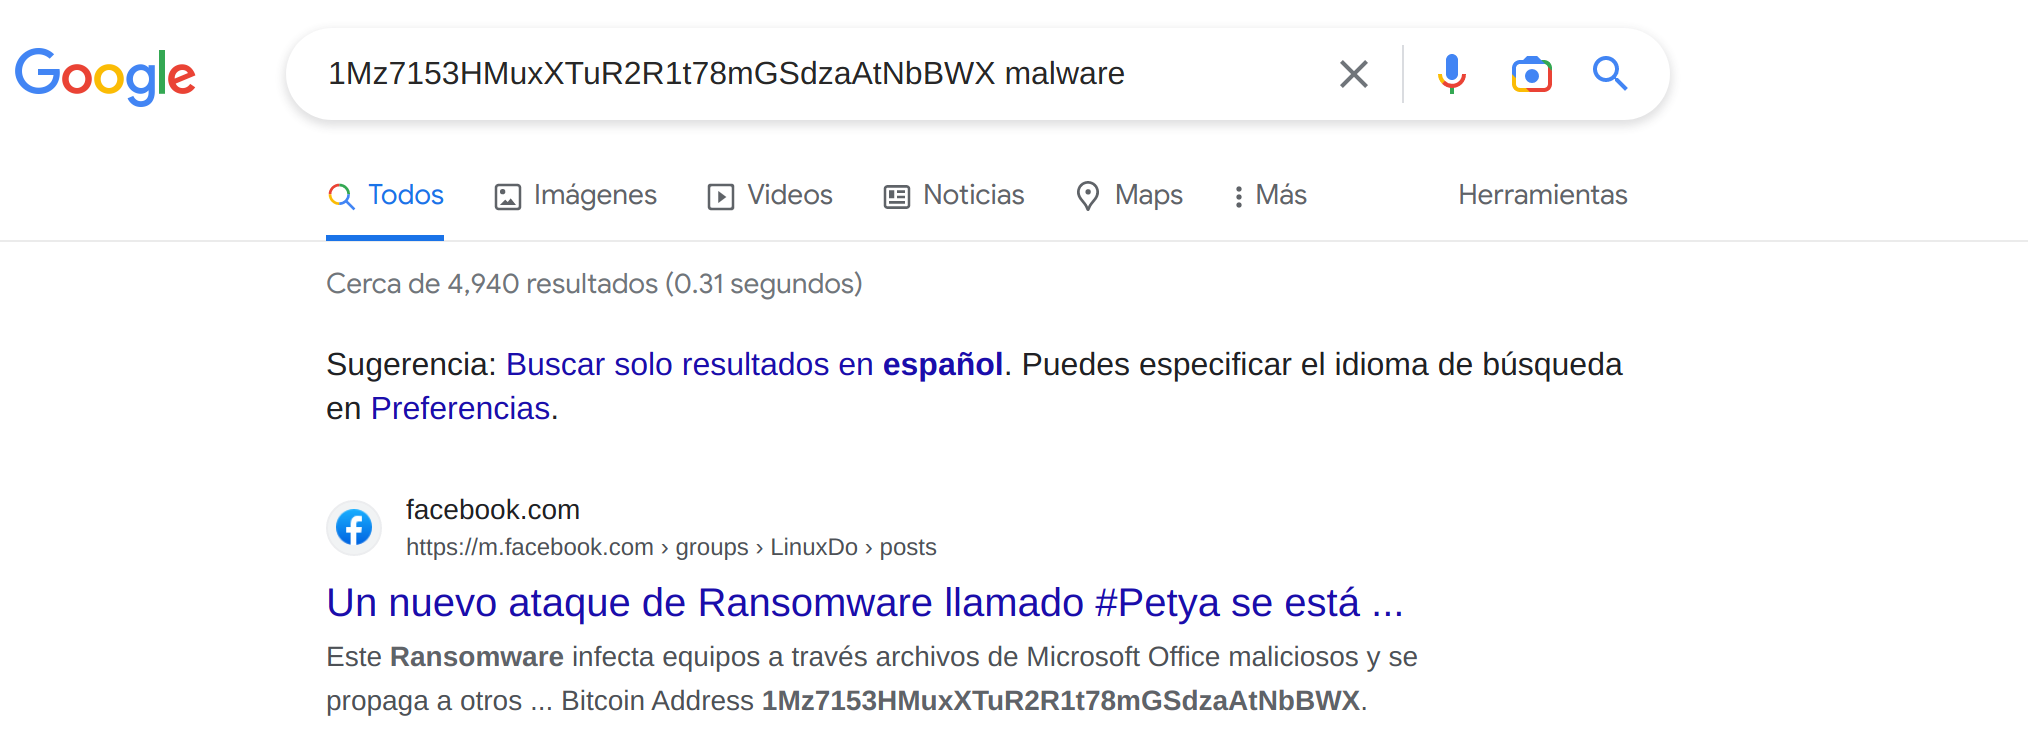 Google
1Mz7153HMuxXTuR2R1t78mGSdzaAtNbBWX malware
Todos Imágenes Videos Noticias Maps Más Herramientas
Cerca de 4,940 resultados (0.31 segundos)
Sugerencia: Buscar solo resultados en español. Puedes especificar el idioma de búsqueda
en Preferencias.
facebook.com
https://m.facebook.com › groups › LinuxDo › posts
Un nuevo ataque de Ransomware llamado #Petya se está ...
Este Ransomware infecta equipos a través archivos de Microsoft Office maliciosos y se
propaga a otros ... Bitcoin Address 1Mz7153HMuxXTuR2R1t78mGSdzaAtNbBWX.